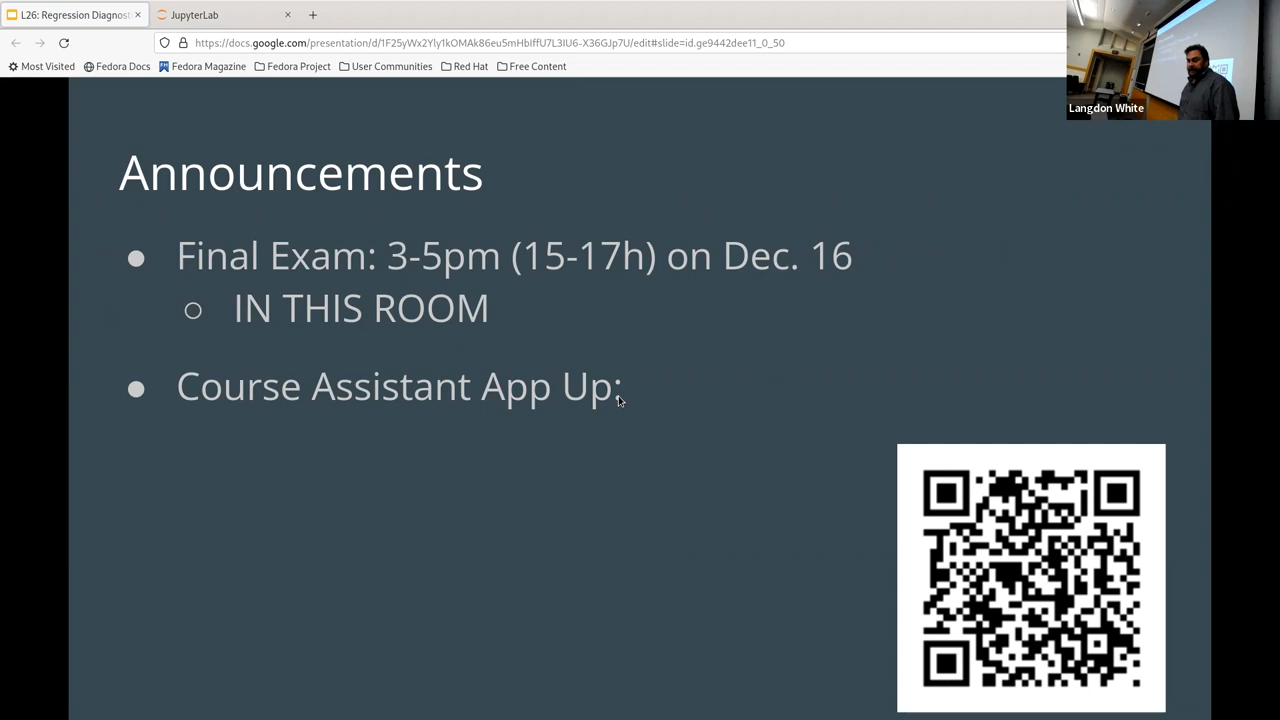 L26: Regression Diagnost
JupyterLab
https://docs.google.com/presentation/d/1F25yWx2Yly1kOMAk86eu5mHbIffU7L3IU6-X36GJp7U/edit#slide=id.ge9442dee11_0_50
Most Visited Fedora Docs Fedora Magazine Fedora Project User Communities Red Hat Free Content
Langdon White
Announcements
● Final Exam: 3-5pm (15-17h) on Dec. 16
○ IN THIS ROOM
● Course Assistant App Up: